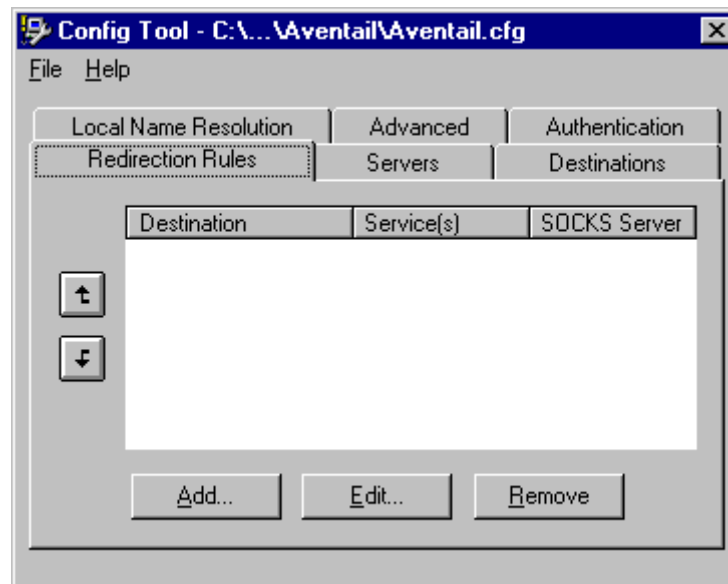 Config Tool - C:\...\Aventail\Aventail.cfg
File Help
Local Name Resolution Advanced Authentication
Redirection Rules Servers Destinations
Destination Service(s) SOCKS Server
Add... Edit... Remove